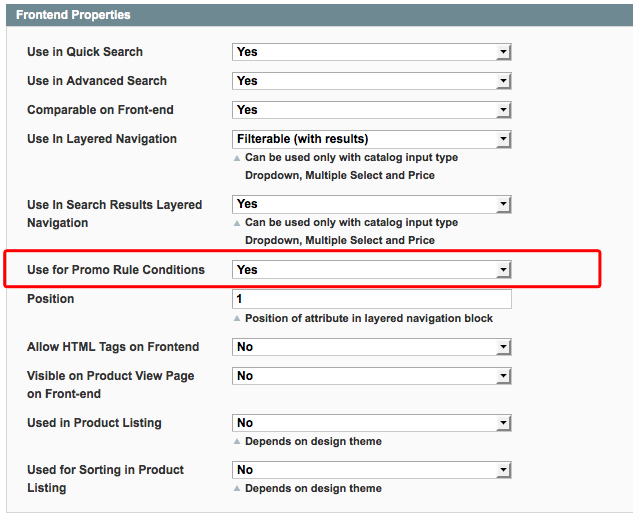 Frontend Properties
Use in Quick Search Yes
Use in Advanced Search Yes
Comparable on Front-end Yes
Use In Layered Navigation Filterable (with results)
Can be used only with catalog input type
Dropdown, Multiple Select and Price
Use In Search Results Layered Yes
Navigation Can be used only with catalog input type
Dropdown, Multiple Select and Price
Use for Promo Rule Conditions Yes
Position 1
Position of attribute in layered navigation block
Allow HTML Tags on Frontend No
Visible on Product View Page No
on Front-end
Used in Product Listing No
Depends on design theme
Used for Sorting in Product No
Listing Depends on design theme